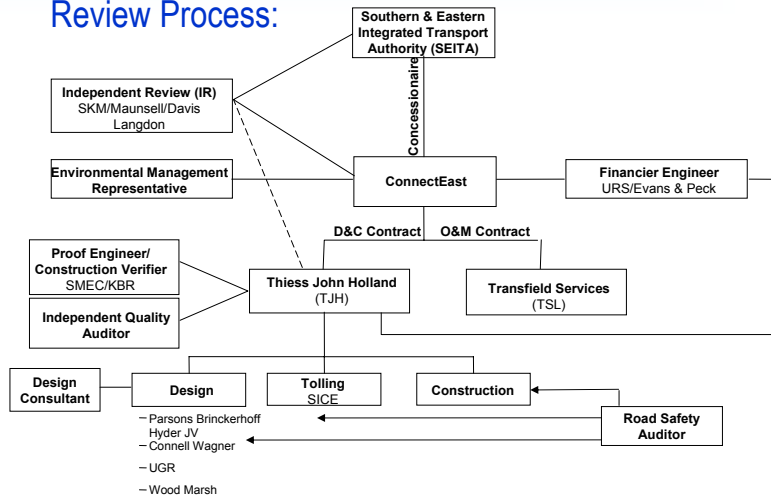 Review Process:
Southern & Eastern
Integrated Transport
Authority (SEITA)
Concessionaire
Independent Review (IR)
SKM/Maunsell/Davis
Langdon
Environmental Management
Representative
ConnectEast
Financier Engineer
URS/Evans & Peck
D&C Contract
O&M Contract
Proof Engineer/
Construction Verifier
SMEC/KBR
Thiess John Holland
(TJH)
Transfield Services
(TSL)
Independent Quality
Auditor
Design
Consultant
Design
Tolling
SICE
Construction
Road Safety
Auditor
– Parsons Brinckerhoff
Hyder JV
– Connell Wagner
– UGR
– Wood Marsh